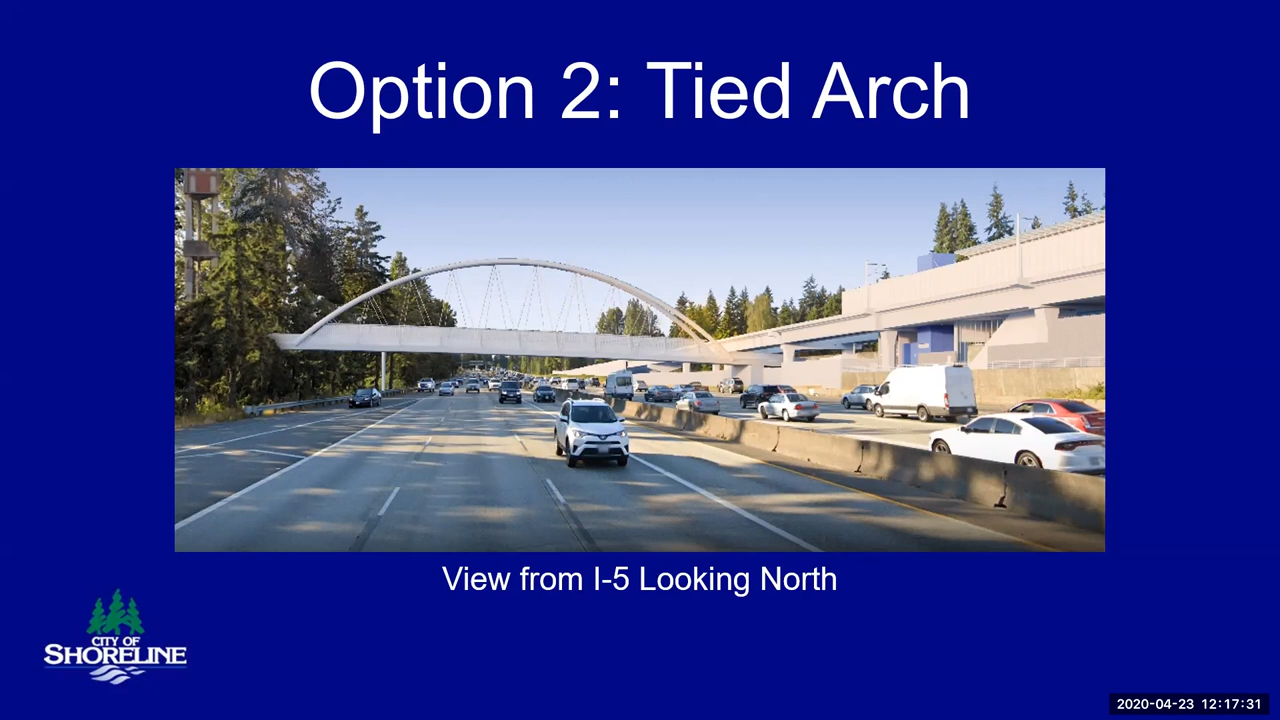 Option 2: Tied Arch
View from I-5 Looking North
CITY OF
SHORELINE
2020-04-23 12:17:31